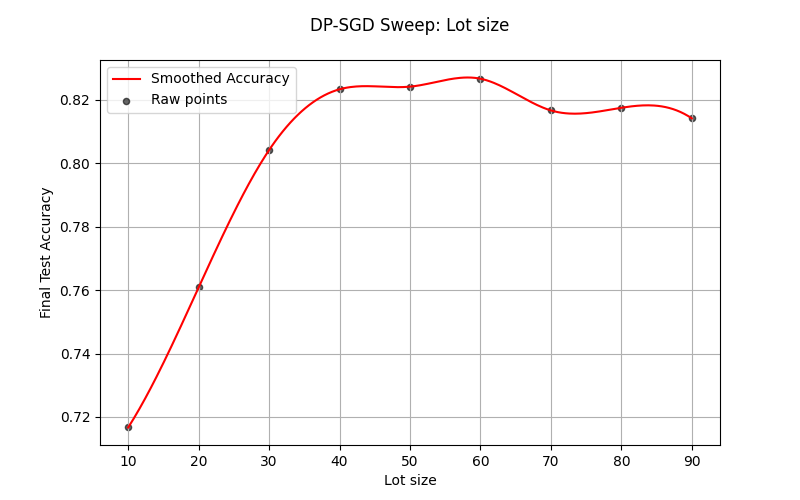 DP-SGD Sweep: Lot size
Smoothed Accuracy
Raw points
Final Test Accuracy
0.82
0.80
0.78
0.76
0.74
0.72
10 20 30 40 50 60 70 80 90
Lot size